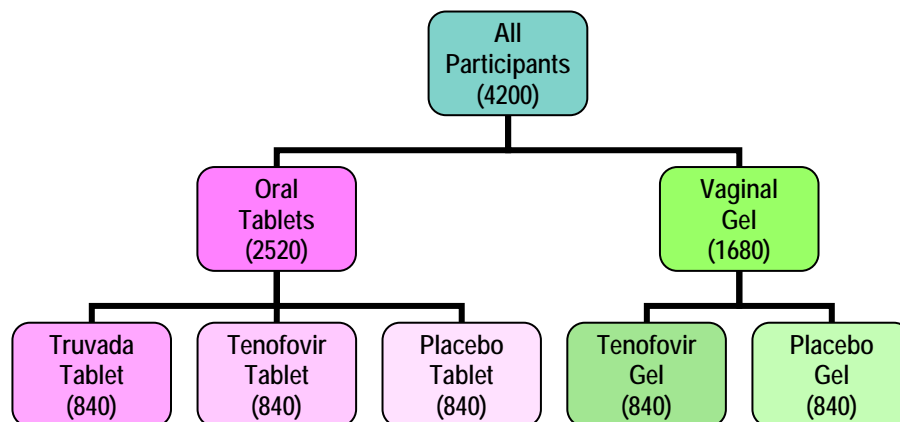 All
Participants
(4200)
Oral
Tablets
(2520)
Vaginal
Gel
(1680)
Truvada
Tablet
(840)
Tenofovir
Tablet
(840)
Placebo
Tablet
(840)
Tenofovir
Gel
(840)
Placebo
Gel
(840)